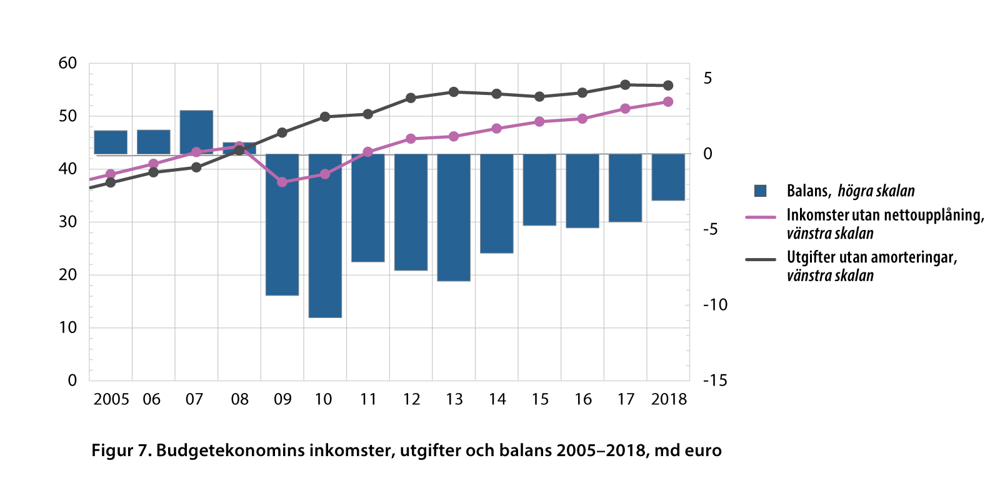 60
50
40
30
20
10
0
5
0
-5
-10
-15
2005 06 07 08 09 10 11 12 13 14 15 16 17 2018
Balans, högra skalan
Inkomster utan nettoupplåning,
vänstra skalan
Utgifter utan amorteringar,
vänstra skalan
Figur 7. Budgetekonomins inkomster, utgifter och balans 2005–2018, md euro